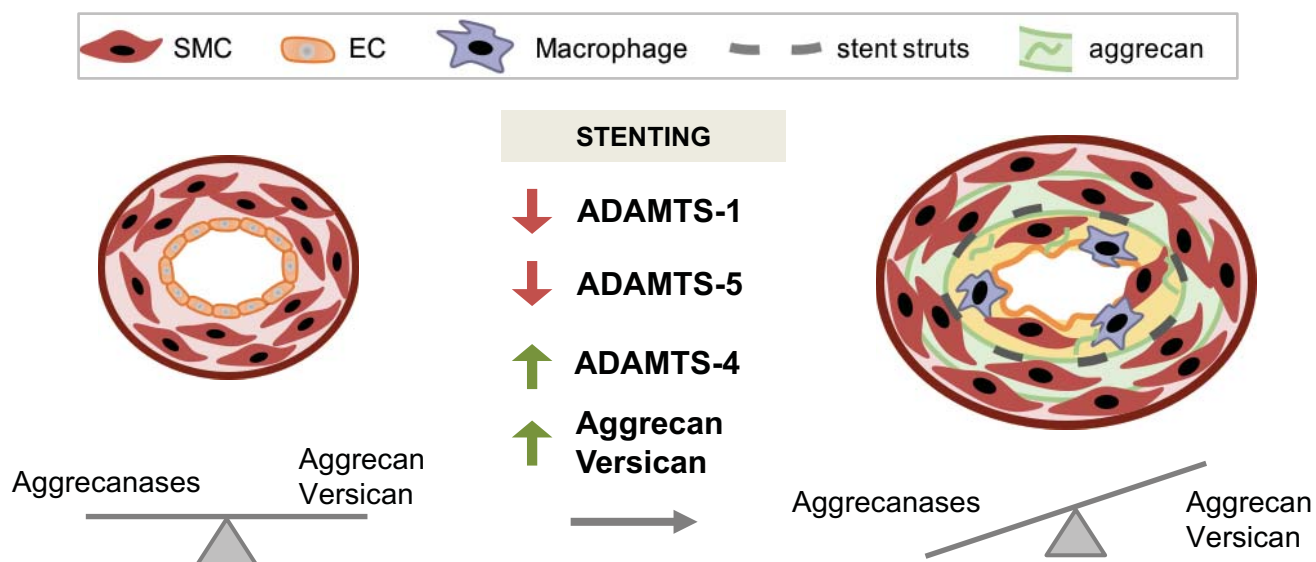 SMC EC Macrophage stent struts aggrecan
STENTING
ADAMTS-1
ADAMTS-5
ADAMTS-4
Aggrecan
Versican
Aggrecanases
Aggrecan
Versican
Aggrecanases
Aggrecan
Versican